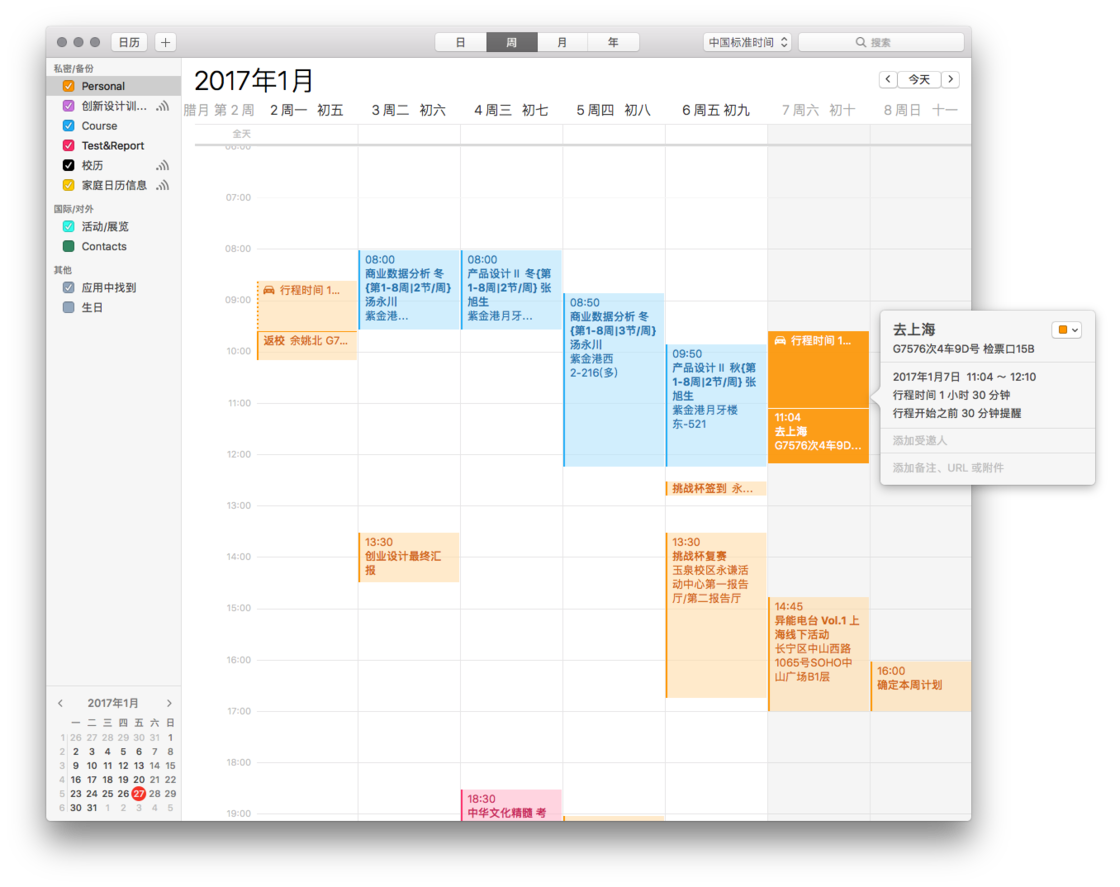 日历
日 周 月 年
中国标准时间
搜索
私密/备份
Personal
创新设计训...
Course
Test&Report
校历
家庭日历信息
国际/对外
活动/展览
Contacts
其他
应用中找到
生日
2017年1月
一 二 三 四 五 六 日
1 26 27 28 29 30 31 1
2 2 3 4 5 6 7 8
3 9 10 11 12 13 14 15
4 16 17 18 19 20 21 22
5 23 24 25 26 27 28 29
6 30 31 1 2 3 4 5
2017年1月
今天
腊月 第 2 周 2 周一 初五 3 周二 初六 4 周三 初七 5 周四 初八 6 周五 初九 7 周六 初十 8 周日 十一
全天
07:00
08:00
09:00
10:00
11:00
12:00
13:00
14:00
15:00
16:00
17:00
18:00
19:00
行程时间 1...
返校 余姚北 G7...
08:00
商业数据分析 冬
{第1-8周|2节/周}
汤永川
紫金港...
13:30
创业设计最终汇
报
08:00
产品设计Ⅱ 冬{第
1-8周|2节/周} 张
旭生
紫金港月牙...
18:30
中华文化精髓 考
08:50
商业数据分析 冬
{第1-8周|3节/周}
汤永川
紫金港西
2-216(多)
09:50
产品设计Ⅱ 秋{第
1-8周|2节/周} 张
旭生
紫金港月牙楼
东-521
挑战杯签到 永...
13:30
挑战杯复赛
玉泉校区永谦活
动中心第一报告
厅/第二报告厅
行程时间 1...
11:04
去上海
G7576次4车9D...
14:45
异能电台 Vol.1 上
海线下活动
长宁区中山西路
1065号SOHO中
山广场B1层
16:00
确定本周计划
去上海
G7576次4车9D号 检票口15B
2017年1月7日 11:04 ～ 12:10
行程时间 1 小时 30 分钟
行程开始之前 30 分钟提醒
添加受邀人
添加备注、URL 或附件